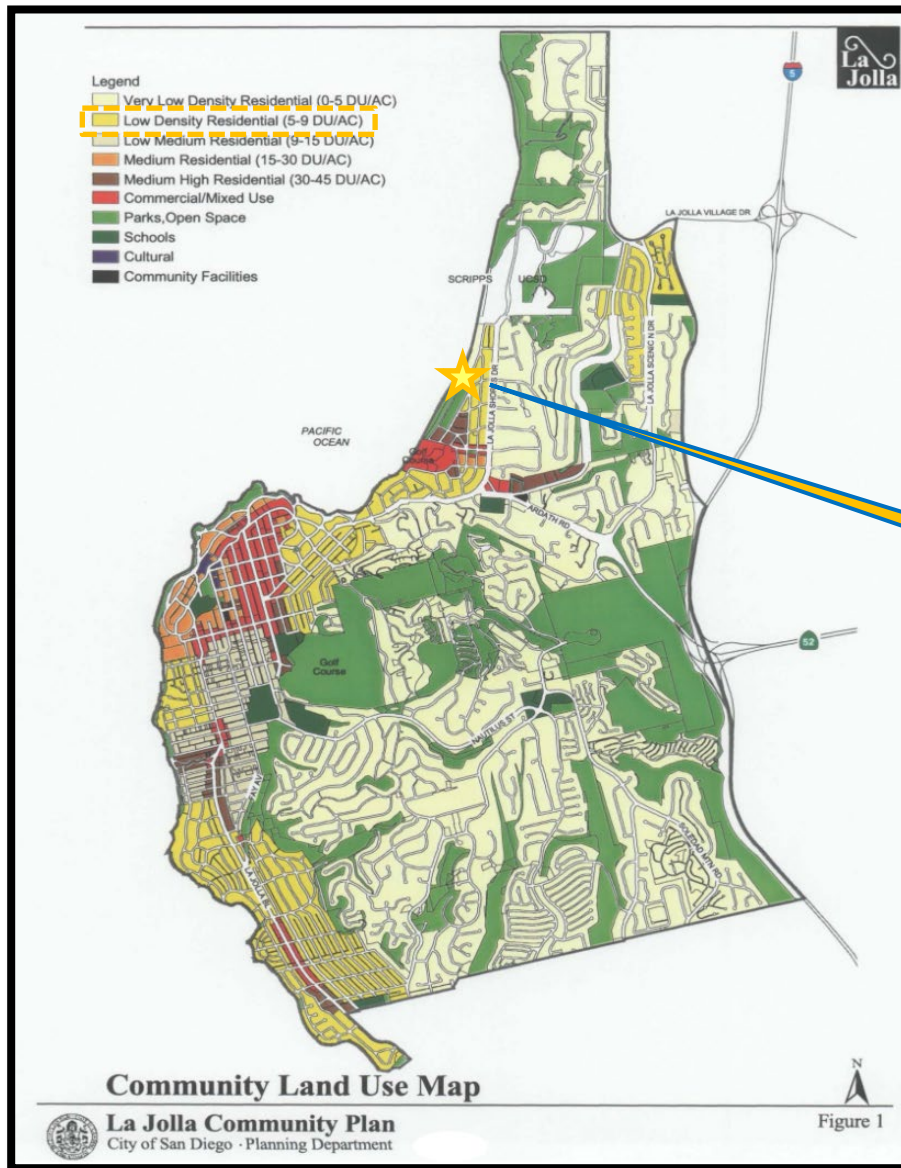 La
Jolla
Legend
Very Low Density Residential (0-5 DU/AC)
Low Density Residential (5-9 DU/AC)
Low Medium Residential (9-15 DU/AC)
Medium Residential (15-30 DU/AC)
Medium High Residential (30-45 DU/AC)
Commercial/Mixed Use
Parks,Open Space
Schools
Cultural
Community Facilities
5
LA JOLLA VILLAGE DR.
SCRIPPS
UCSD
LA JOLLA SCENIC N DR
PACIFIC
OCEAN
Golf
Course
ARDATH RD
52
Golf
Course
NAUTILUS ST
SOLEDAD MTN RD
Community Land Use Map
N
La Jolla Community Plan
City of San Diego · Planning Department
Figure 1